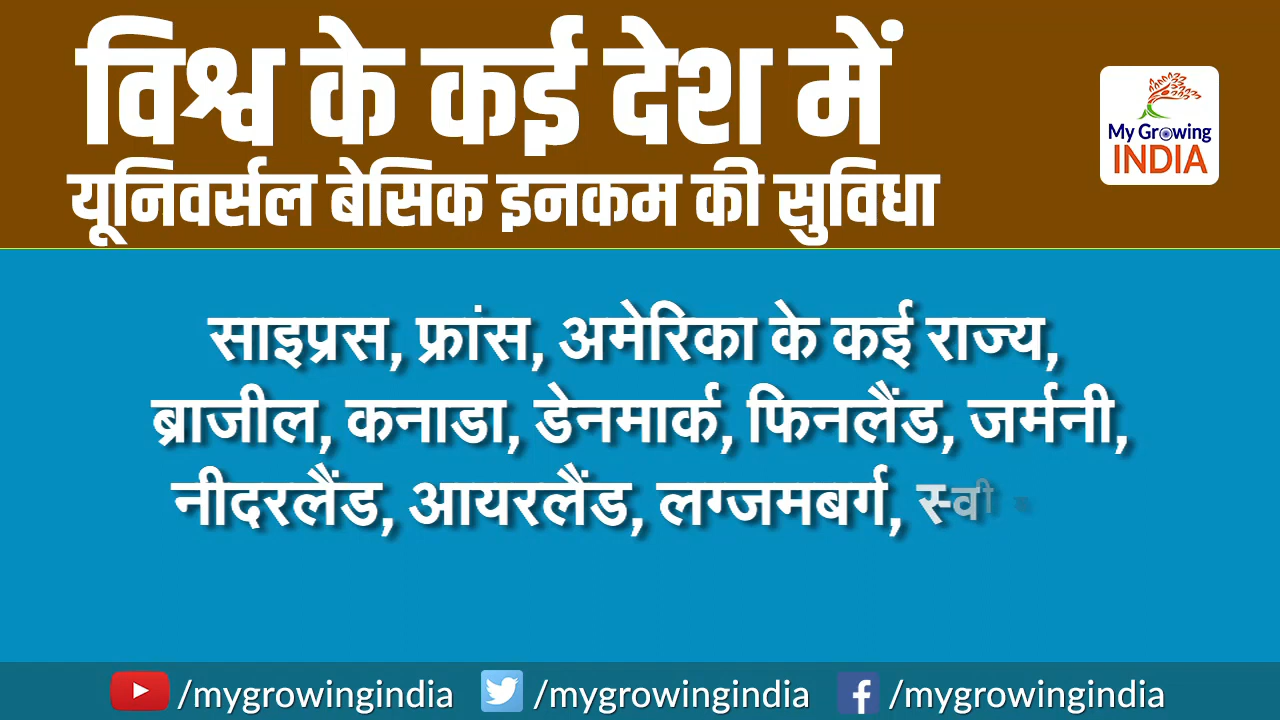 विश्व के कई देश में
यूनिवर्सल बेसिक इनकम की सुविधा
My Growing
INDIA
साइप्रस, फ्रांस, अमेरिका के कई राज्य,
ब्राजील, कनाडा, डेनमार्क, फिनलैंड, जर्मनी,
नीदरलैंड, आयरलैंड, लग्जमबर्ग,
/mygrowingindia /mygrowingindia /mygrowingindia